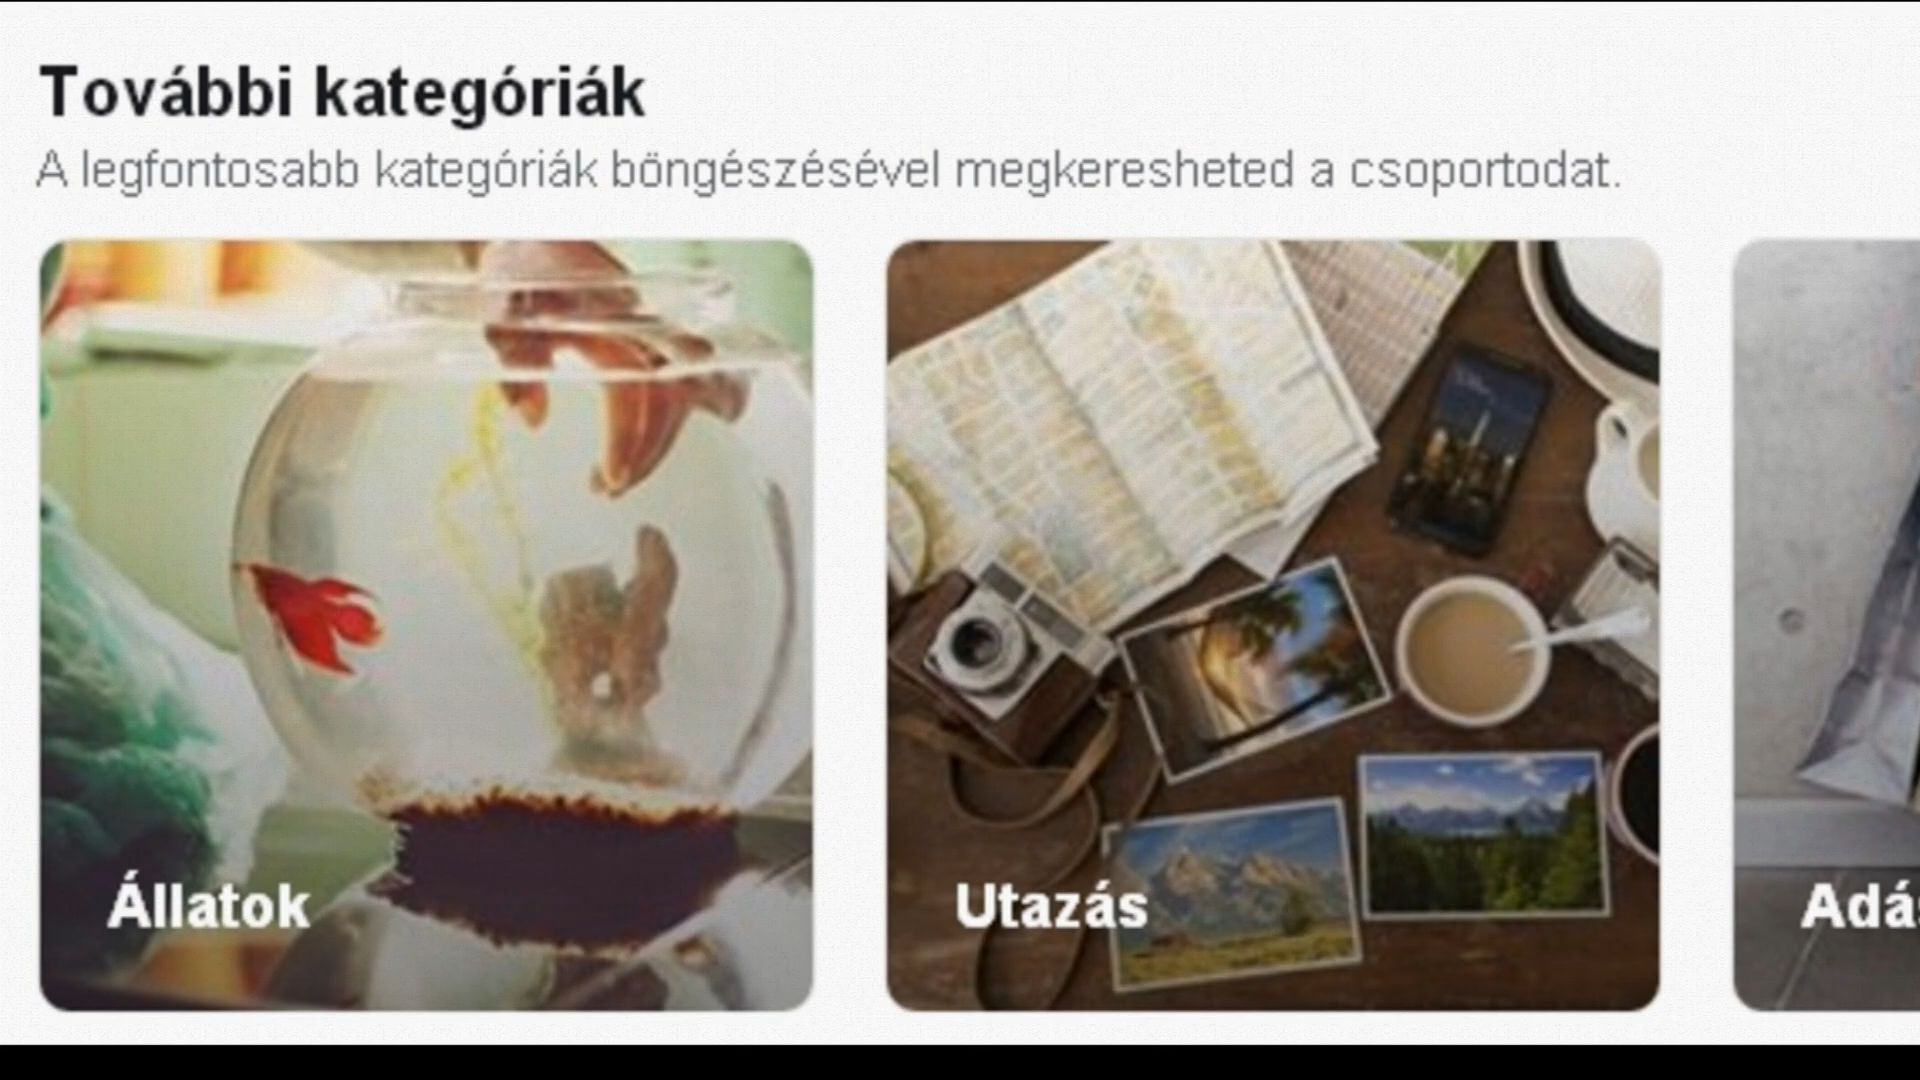 További kategóriák
A legfontosabb kategóriák böngészésével megkeresheted a csoportodat.
Állatok
Utazás